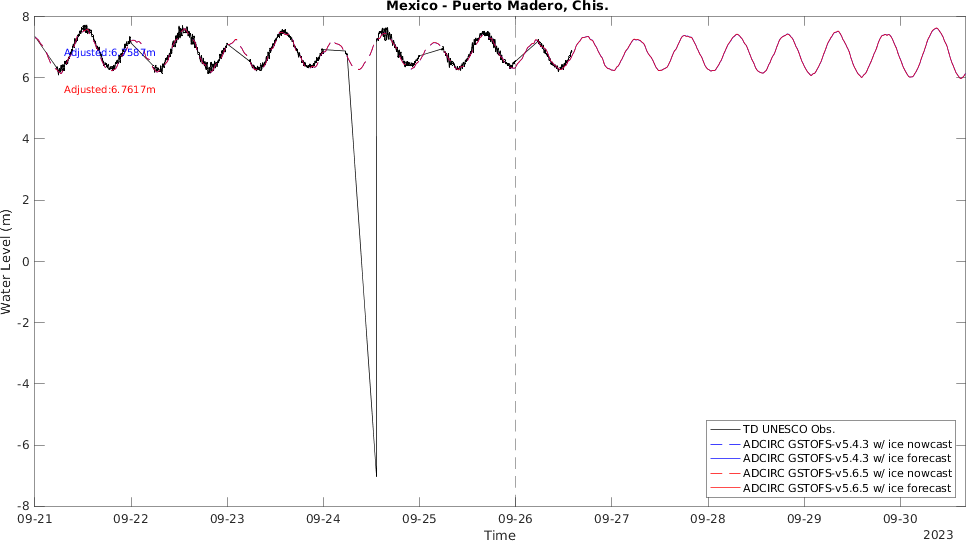 Mexico - Puerto Madero, Chis.
Adjusted:6.7587m
Adjusted:6.7617m
Water Level (m)
8
6
4
2
0
-2
-4
-6
-8
TD UNESCO Obs.
ADCIRC GSTOFS-v5.4.3 w/ ice nowcast
ADCIRC GSTOFS-v5.4.3 w/ ice forecast
ADCIRC GSTOFS-v5.6.5 w/ ice nowcast
ADCIRC GSTOFS-v5.6.5 w/ ice forecast
09-21 09-22 09-23 09-24 09-25 09-26 09-27 09-28 09-29 09-30
Time
2023